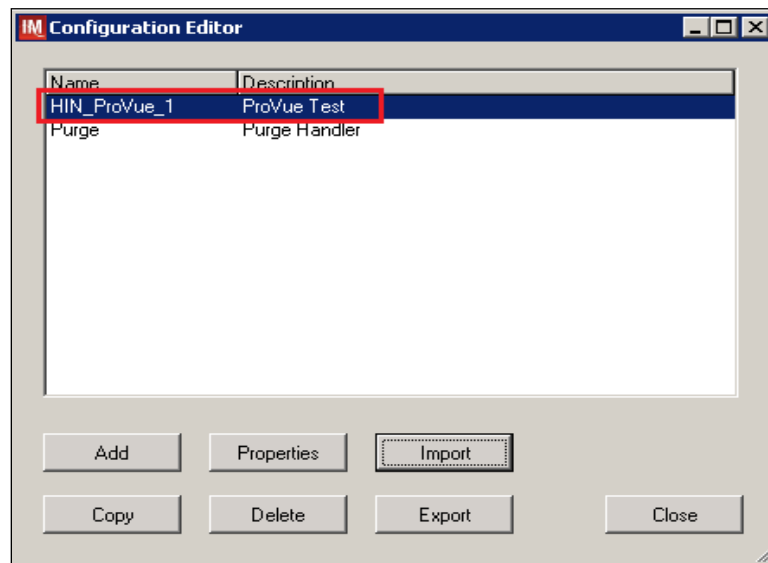 IM Configuration Editor
Name Description
HIN_ProVue_1 ProVue Test
Purge Purge Handler
Add Properties Import
Copy Delete Export Close